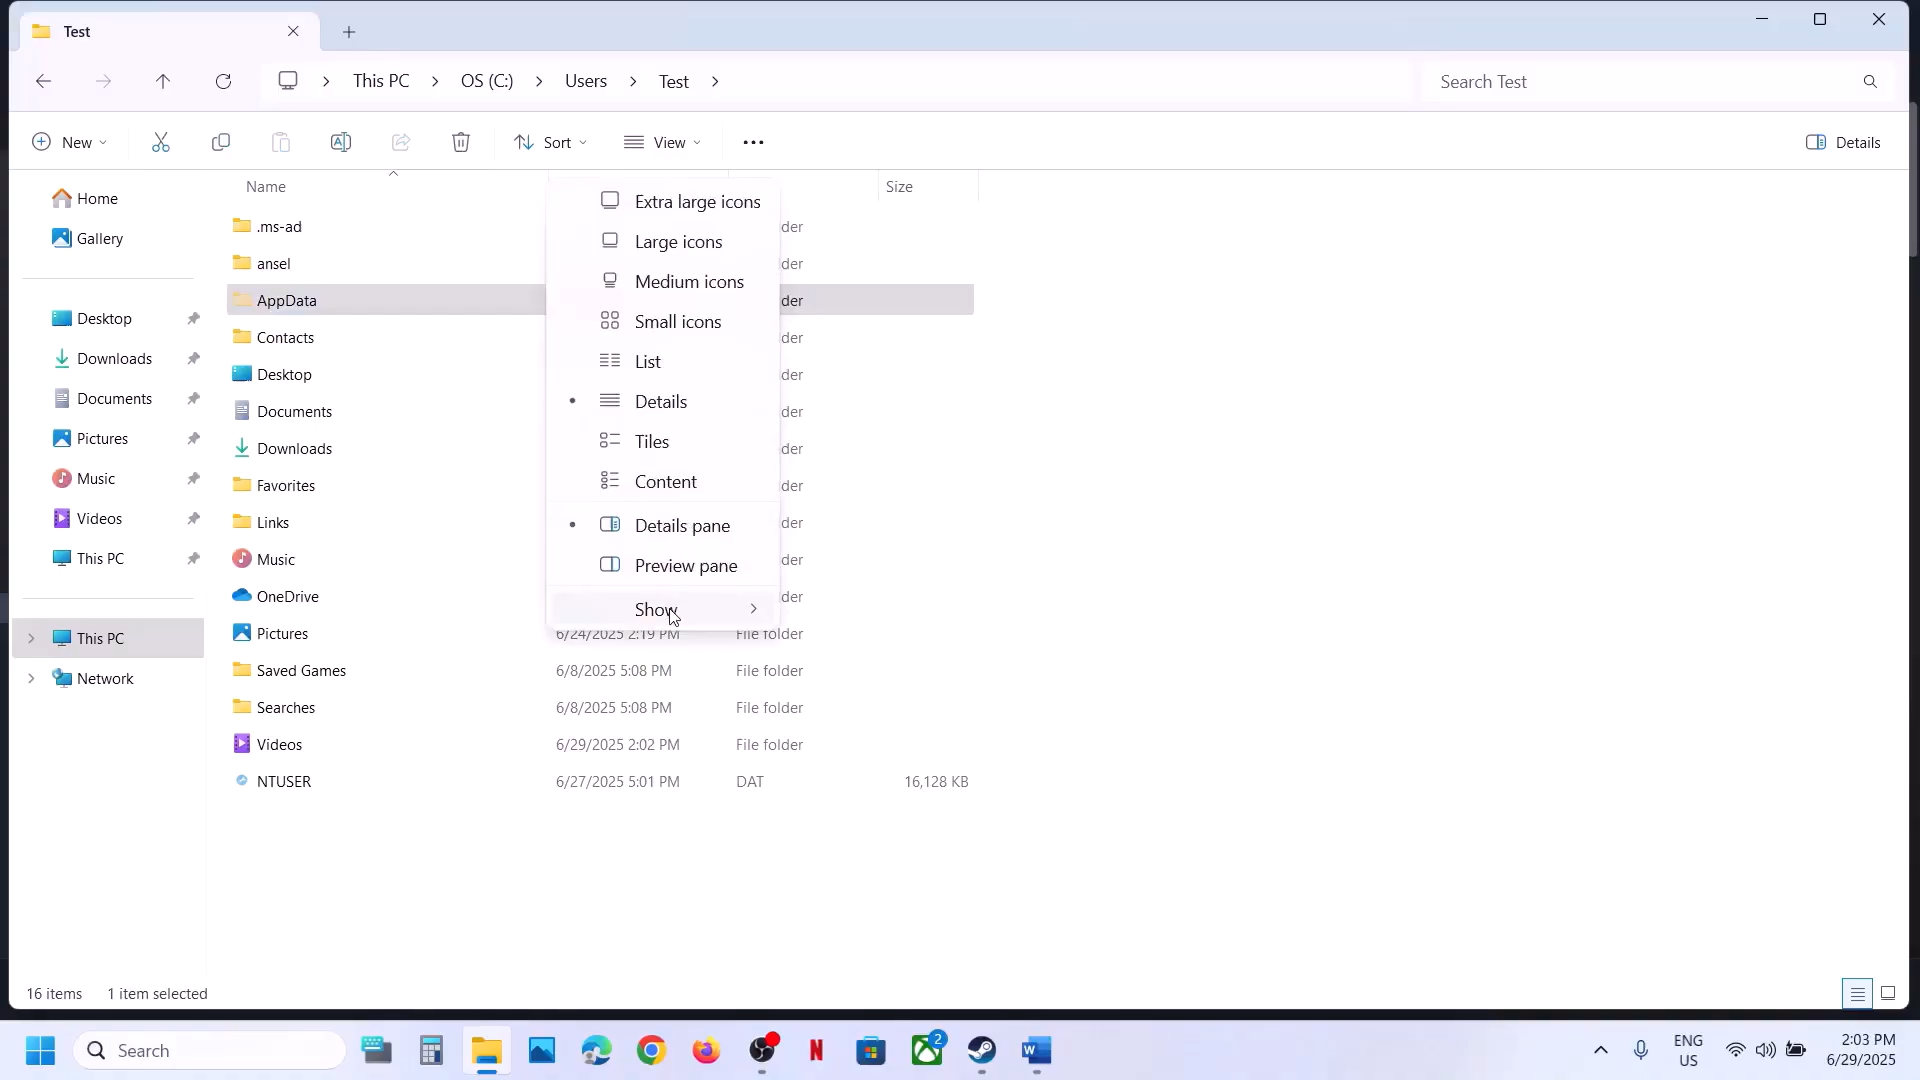 Test
This PC
OS (C:)
Users
Test
Search Test
New
Sort
View
Details
Name
Size
Home
Gallery
Desktop
Downloads
Documents
Pictures
Music
Videos
This PC
This PC
Network
.ms-ad
der
ansel
der
AppData
der
Contacts
der
Desktop
der
Documents
der
Downloads
der
Favorites
der
Links
der
Music
der
OneDrive
der
Pictures
6/24/2025 2:19 PM
File folder
Saved Games
6/8/2025 5:08 PM
File folder
Searches
6/8/2025 5:08 PM
File folder
Videos
6/29/2025 2:02 PM
File folder
NTUSER
6/27/2025 5:01 PM
DAT
16,128 KB
Extra large icons
Large icons
Medium icons
Small icons
List
Details
Tiles
Content
Details pane
Preview pane
Show
16 items
1 item selected
Search
2
ENG
US
2:03 PM
6/29/2025